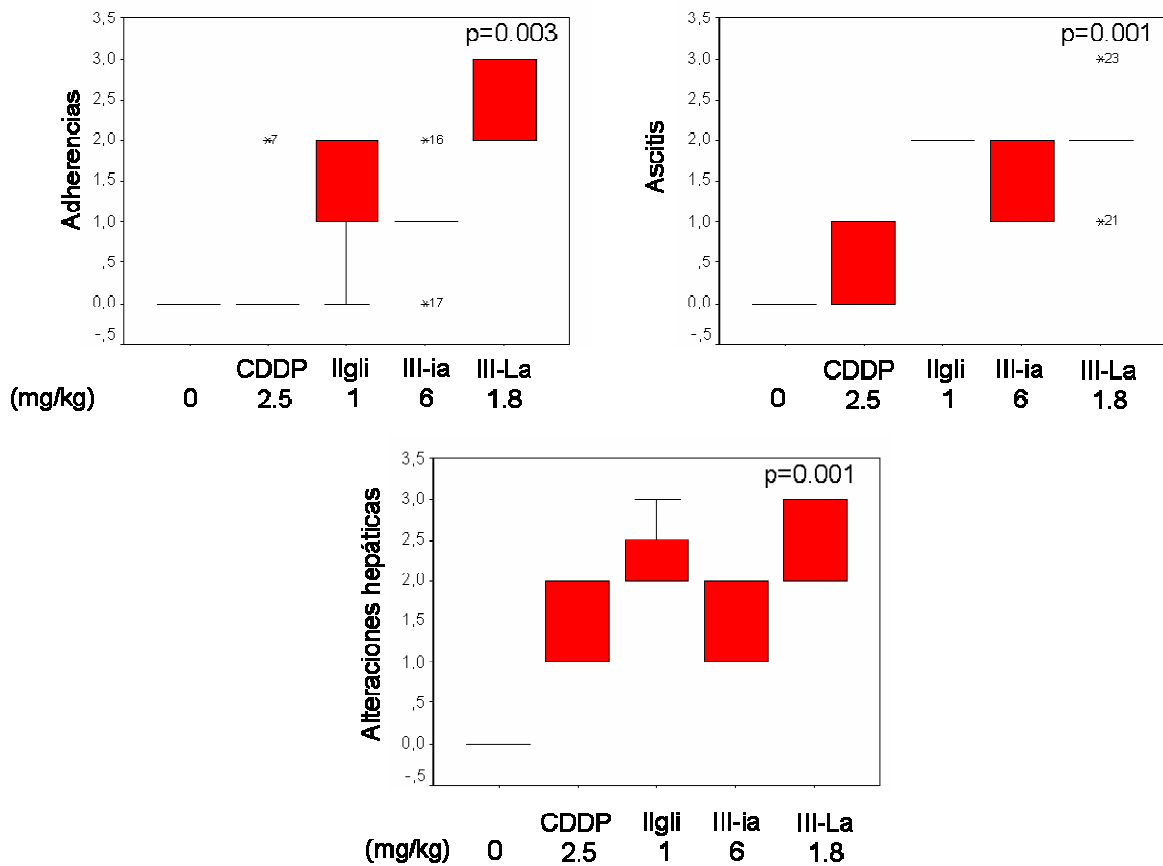 p=0.003
3,5
3,0
2,5
2,0
1,5
1,0
,5
0,0
-,5
Adherencias
*7
*16
*17
CDDP IIgli III-ia III-La
(mg/kg) 0 2.5 1 6 1.8
p=0.001
3,5
3,0
2,5
2,0
1,5
1,0
,5
0,0
-,5
Ascitis
*23
*21
CDDP IIgli III-ia III-La
0 2.5 1 6 1.8
p=0.001
3,5
3,0
2,5
2,0
1,5
1,0
,5
0,0
-,5
Alteraciones hepáticas
CDDP IIgli III-ia III-La
(mg/kg) 0 2.5 1 6 1.8